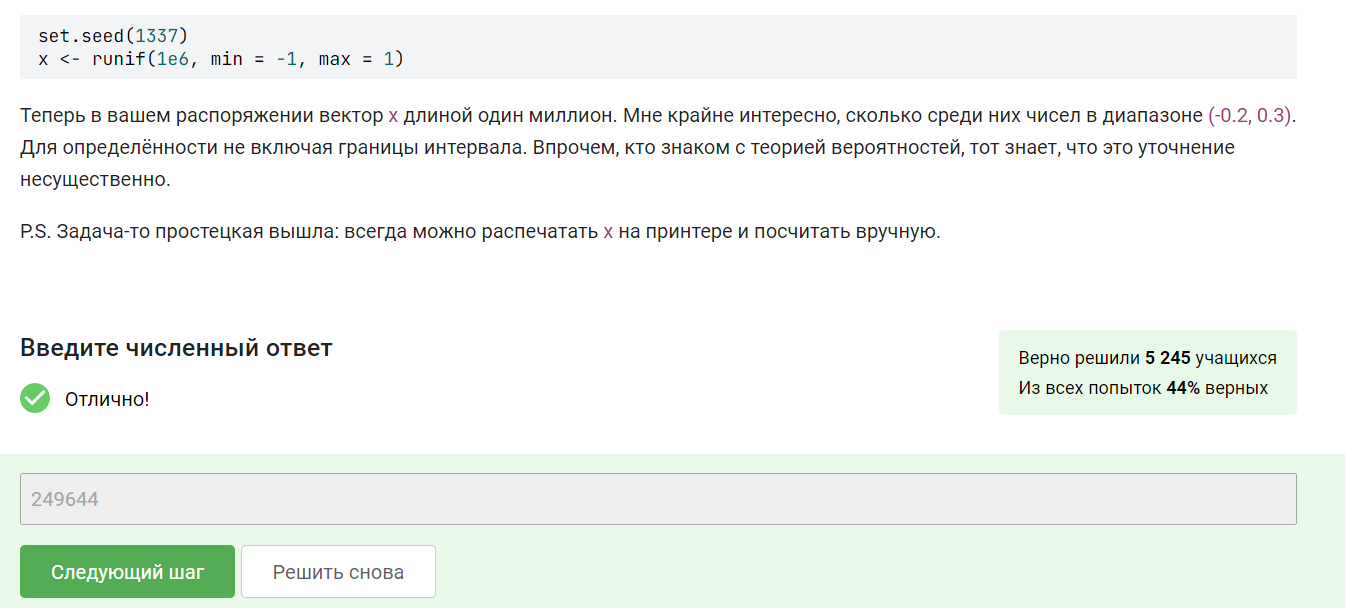 set.seed(1337)
x <- runif(1e6, min = -1, max = 1)
Теперь в вашем распоряжении вектор x длиной один миллион. Мне крайне интересно, сколько среди них чисел в диапазоне (-0.2, 0.3).
Для определённости не включая границы интервала. Впрочем, кто знаком с теорией вероятностей, тот знает, что это уточнение
несущественно.
P.S. Задача-то простецкая вышла: всегда можно распечатать x на принтере и посчитать вручную.
Введите численный ответ
Верно решили 5 245 учащихся
Из всех попыток 44% верных
Отлично!
249644
Следующий шаг
Решить снова